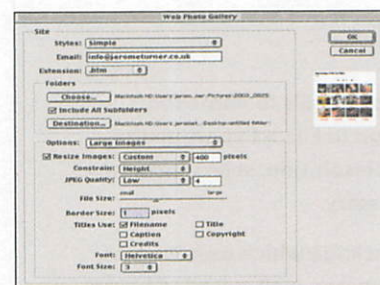 Web Photo Gallery
Site
Styles: Simple
Email: info@jarometurner.co.uk
Extension: .htm
OK
Cancel
Folders
Choose...
Include All Subfolders
Destination...
Options: Large Images
Resize Images: Custom 400 pixels
Constrain: Height
JPEG Quality: Low 4
small large
File Size:
Border Size: 1 pixels
Titles Use: Filename Title
Caption Copyright
Credits
Font: Helvetica
Font Size: 3